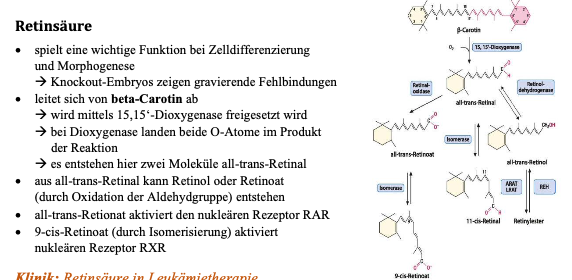 Retinsäure
• spielt eine wichtige Funktion bei Zelldifferenzierung
und Morphogenese
→ Knockout-Embryos zeigen gravierende Fehlbindungen
• leitet sich von beta-Carotin ab
→ wird mittels 15,15‘-Dioxygenase freigesetzt wird
→ bei Dioxygenase landen beide O-Atome im Produkt
der Reaktion
→ es entstehen hier zwei Moleküle all-trans-Retinal
• aus all-trans-Retinal kann Retinol oder Retinoat
(durch Oxidation der Aldehydgruppe) entstehen
• all-trans-Retionat aktiviert den nukleären Rezeptor RAR
• 9-cis-Retinoat (durch Isomerisierung) aktiviert
nukleären Rezeptor RXR
Klinik: Retinsäure in Leukämietherapie
β-Carotin
O₂
15, 15'-Dioxygenase
Retinal-
oxidase
all-trans-Retinal
Retinol-
dehydrogenase
CH₂OH
all-trans-Retinoat
Isomerase
all-trans-Retinol
Isomerase
ARAT
LRAT
REH
11-cis-Retinal
Retinylester
9-cis-Retinoat